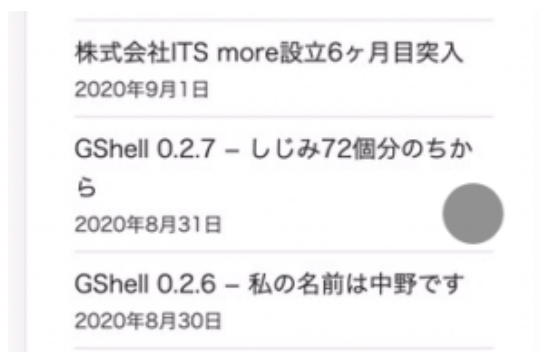 株式会社ITS more設立6ヶ月目突入
2020年9月1日
GShell 0.2.7 – しじみ72個分のちか
ら
2020年8月31日
GShell 0.2.6 – 私の名前は中野です
2020年8月30日